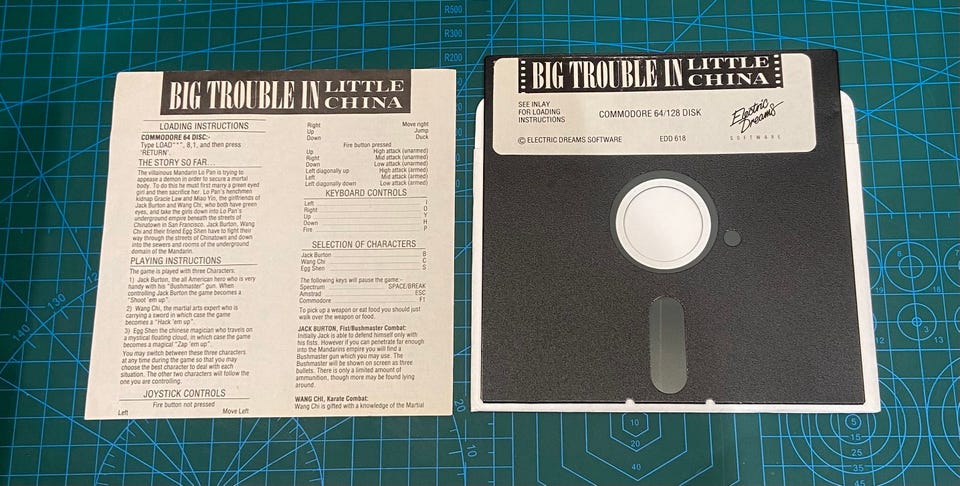 BIG TROUBLE IN LITTLE CHINA
LOADING INSTRUCTIONS
COMMODORE 64 DISC:-
Type LOAD"*", 8,1, and then press
'RETURN'.
THE STORY SO FAR...
The villainous Mandarin Lo Pan is trying to
appease a demon in order to secure a mortal
body. To do this he must first marry a green eyed
girl and then sacrifice her. Lo Pan's henchmen
kidnap Gracie Law and Miao Yin, the girlfriends of
Jack Burton and Wang Chi, who both have green
eyes, and take the girls down into Lo Pan's
underground empire beneath the streets of
Chinatown in San Francisco. Jack Burton, Wang
Chi and their friend Egg Shen have to fight their
way through the streets of Chinatown and down
into the sewers and rooms of the underground
domain of the Mandarin.
PLAYING INSTRUCTIONS
The game is played with three Characters.
1) Jack Burton, the all American hero who is very
handy with his "Bushmaster" gun. When
controlling Jack Burton the game becomes a
"Shoot 'em up".
2) Wang Chi, the martial arts expert who is
carrying a sword in which case the game
becomes a "Hack 'em up".
3) Egg Shen the chinese magician who travels on
a mystical floating cloud, in which case the game
becomes a magical "Zap 'em up".
You may switch between these three characters
at any time during the game so that you may
choose the best character to deal with each
situation. The other two characters will follow the
one you are controlling.
JOYSTICK CONTROLS
Fire button not pressed
Left Move Left
Right Move right
Up Jump
Down Duck
Fire button pressed
Up High attack (unarmed)
Right Mid attack (unarmed)
Down Low attack (unarmed)
Left diagonally up High attack (armed)
Left Mid attack (armed)
Left diagonally down Low attack (armed)
KEYBOARD CONTROLS
Left I
Right O
Up Y
Down H
Fire P
SELECTION OF CHARACTERS
Jack Burton B
Wang Chi C
Egg Shen S
The following keys will pause the game:-
Spectrum SPACE/BREAK
Amstrad ESC
Commodore F1
To pick up a weapon or eat food you should just
walk over the weapon or food.
JACK BURTON, Fist/Bushmaster Combat:
Initially Jack is able to defend himself only with
his fists. However if you can penetrate far enough
into the Mandarins empire you will find a
Bushmaster gun which you may use. The
Bushmaster will be shown on screen as three
bullets. There is only a limited amount of
ammunition, though more may be found lying
around.
WANG CHI, Karate Combat:
Wang Chi is gifted with a knowledge of the Martial
BIG TROUBLE IN LITTLE CHINA
SEE INLAY
FOR LOADING
INSTRUCTIONS
COMMODORE 64/128 DISK
Electric Dreams
SOFTWARE
© ELECTRIC DREAMS SOFTWARE EDD 618
R500
R300
R200